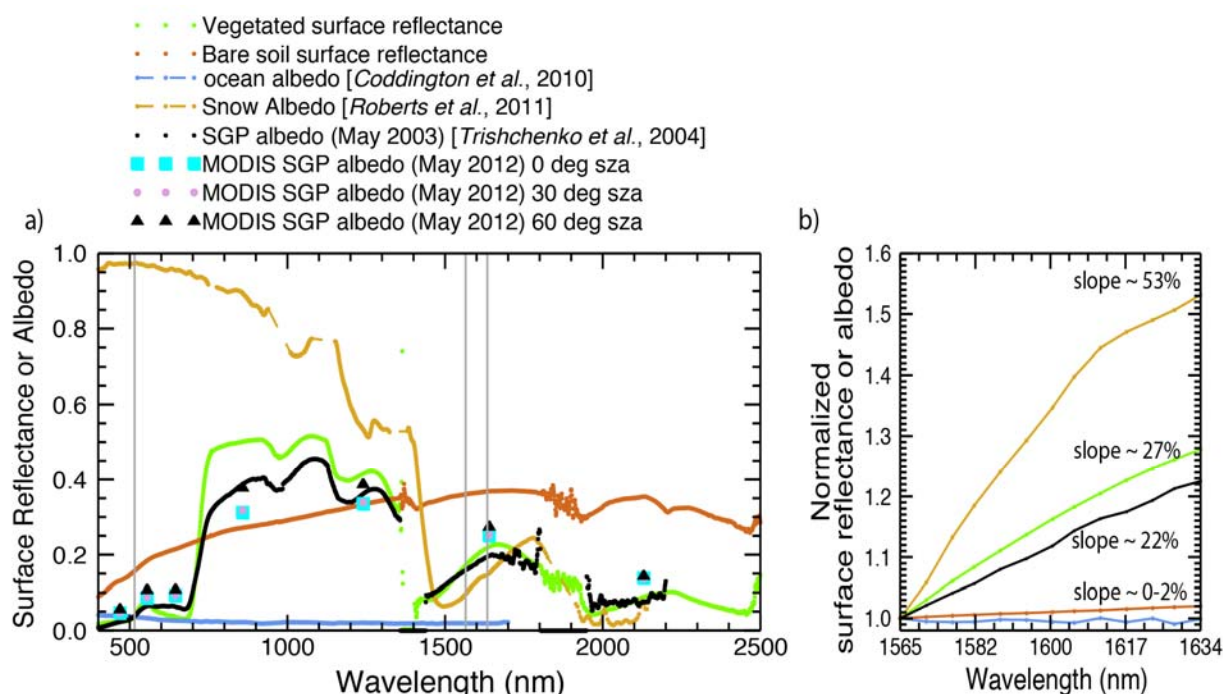 Vegetated surface reflectance
Bare soil surface reflectance
ocean albedo [Coddington et al., 2010]
Snow Albedo [Roberts et al., 2011]
SGP albedo (May 2003) [Trishchenko et al., 2004]
MODIS SGP albedo (May 2012) 0 deg sza
MODIS SGP albedo (May 2012) 30 deg sza
MODIS SGP albedo (May 2012) 60 deg sza
a)
Surface Reflectance or Albedo
1.0
0.8
0.6
0.4
0.2
0.0
500 1000 1500 2000 2500
Wavelength (nm)
b)
Normalized
surface reflectance or albedo
1.6
1.5
1.4
1.3
1.2
1.1
1.0
slope ~ 53%
slope ~ 27%
slope ~ 22%
slope ~ 0-2%
1565 1582 1600 1617 1634
Wavelength (nm)